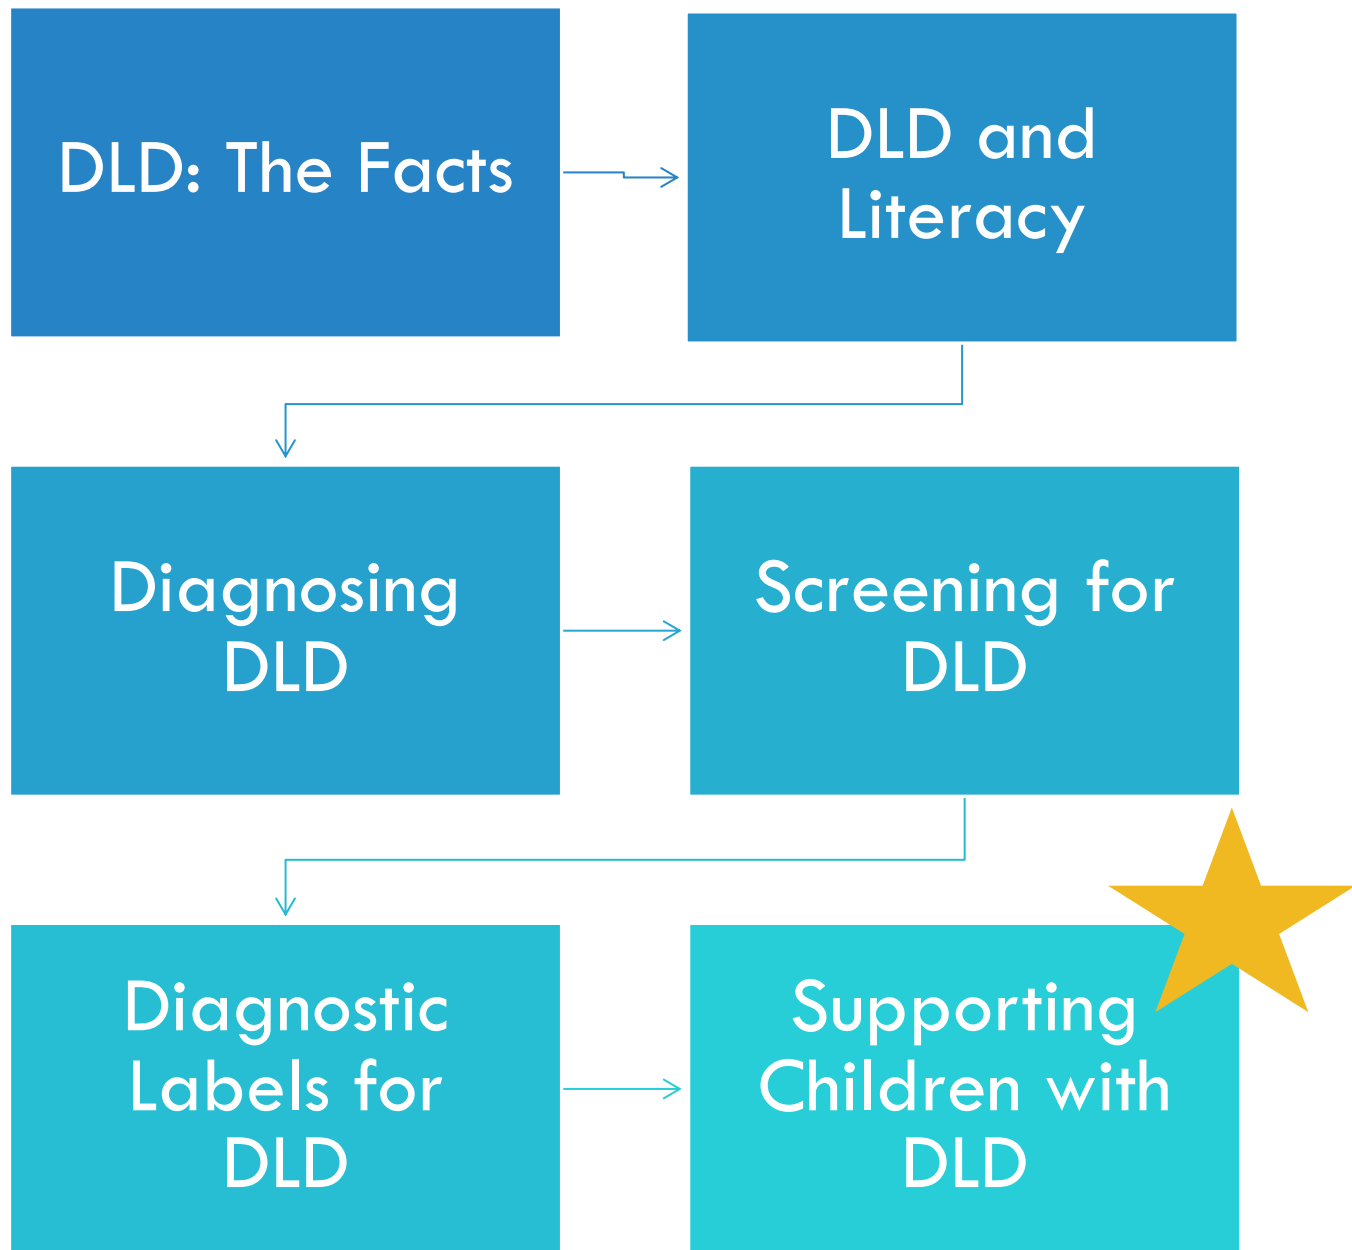 DLD: The Facts
DLD and
Literacy
Diagnosing
DLD
Screening for
DLD
Diagnostic
Labels for
DLD
Supporting
Children with
DLD